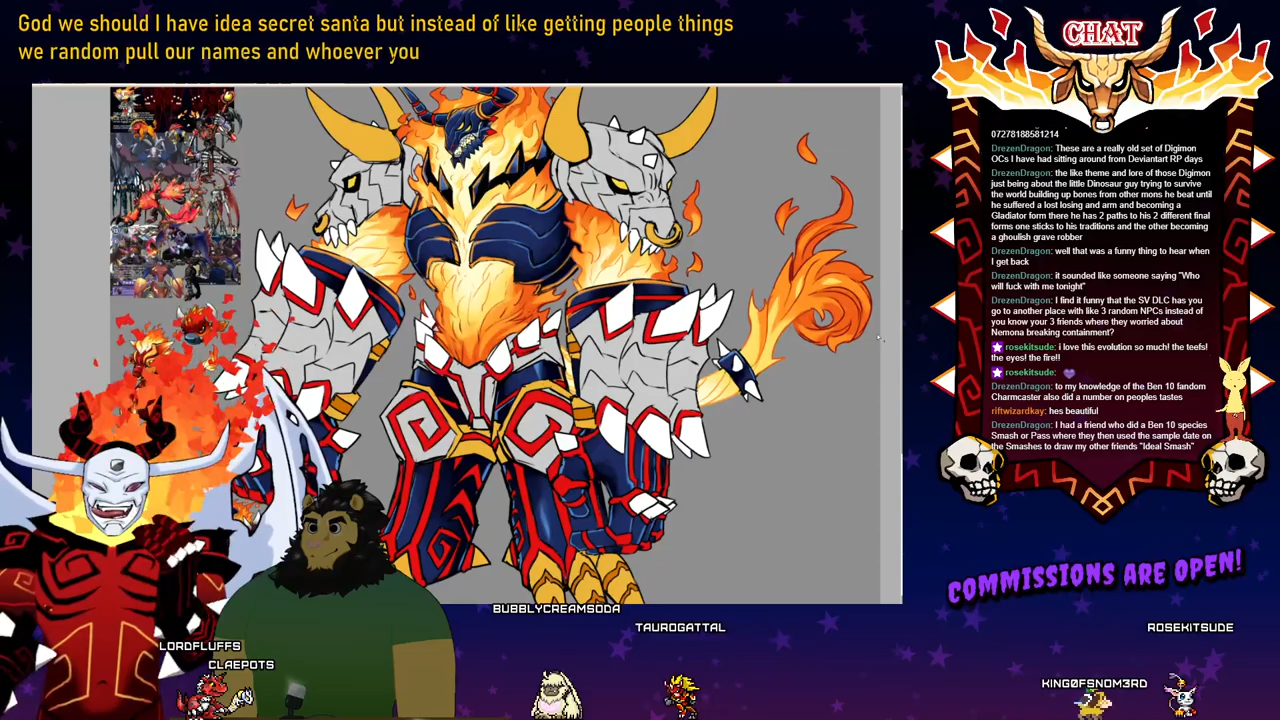 God we should I have idea secret santa but instead of like getting people things
we random pull our names and whoever you
CHAT
07278188581214
DrezenDragon: These are a really old set of Digimon
OCs I have had sitting around from Deviantart RP days
DrezenDragon: the like theme and lore of those Digimon
just being about the little Dinosaur guy trying to survive
the world building up bones from other mons he beat until
he suffered a lost losing and arm and becoming a
Gladiator form there he has 2 paths to his 2 different final
forms one sticks to his traditions and the other becoming
a ghoulish grave robber
DrezenDragon: well that was a funny thing to hear when
I get back
DrezenDragon: it sounded like someone saying "Who
will fuck with me tonight"
DrezenDragon: I find it funny that the SV DLC has you
go to another place with like 3 random NPCs instead of
you know your 3 friends where they worried about
Nemona breaking containment?
rosekitsude: i love this evolution so much! the teefs!
the eyes! the fire!!
rosekitsude:
DrezenDragon: to my knowledge of the Ben 10 fandom
Charmcaster also did a number on peoples tastes
riftwizardkay: hes beautiful
DrezenDragon: I had a friend who did a Ben 10 species
Smash or Pass where they then used the sample date on
the Smashes to draw my other friends "Ideal Smash"
COMMISSIONS ARE OPEN!
BUBBLYCREAMSODA
TAUROGATTAL
ROSEKITSUDE
LORDFLUFFS
CLAEPOTS
KING0FSNOM3RD